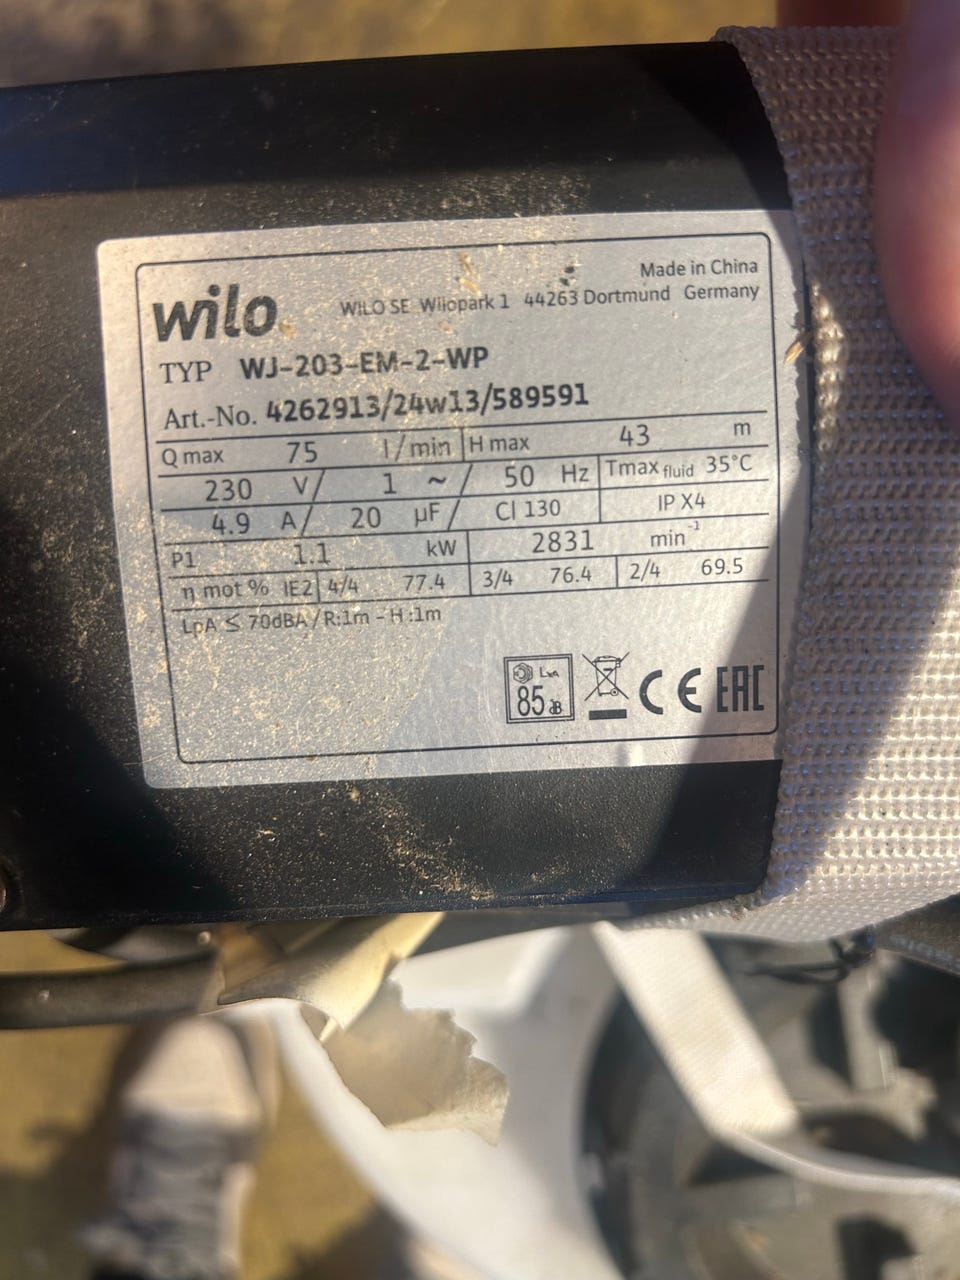 Made in China
wilo WILO SE Wilopark 1 44263 Dortmund Germany
TYP WJ-203-EM-2-WP
Art.-No. 4262913/24w13/589591
Q max 75 l/min H max 43 m
230 V/ 1 ~/ 50 Hz Tmax fluid 35°C
4.9 A/ 20 µF/ Cl 130 IP X4
P1 1.1 kW 2831 min⁻¹
η mot % IE2 4/4 77.4 3/4 76.4 2/4 69.5
LpA ≤ 70dBA/R:1m - H:1m
LwA
85 dB CE EAC